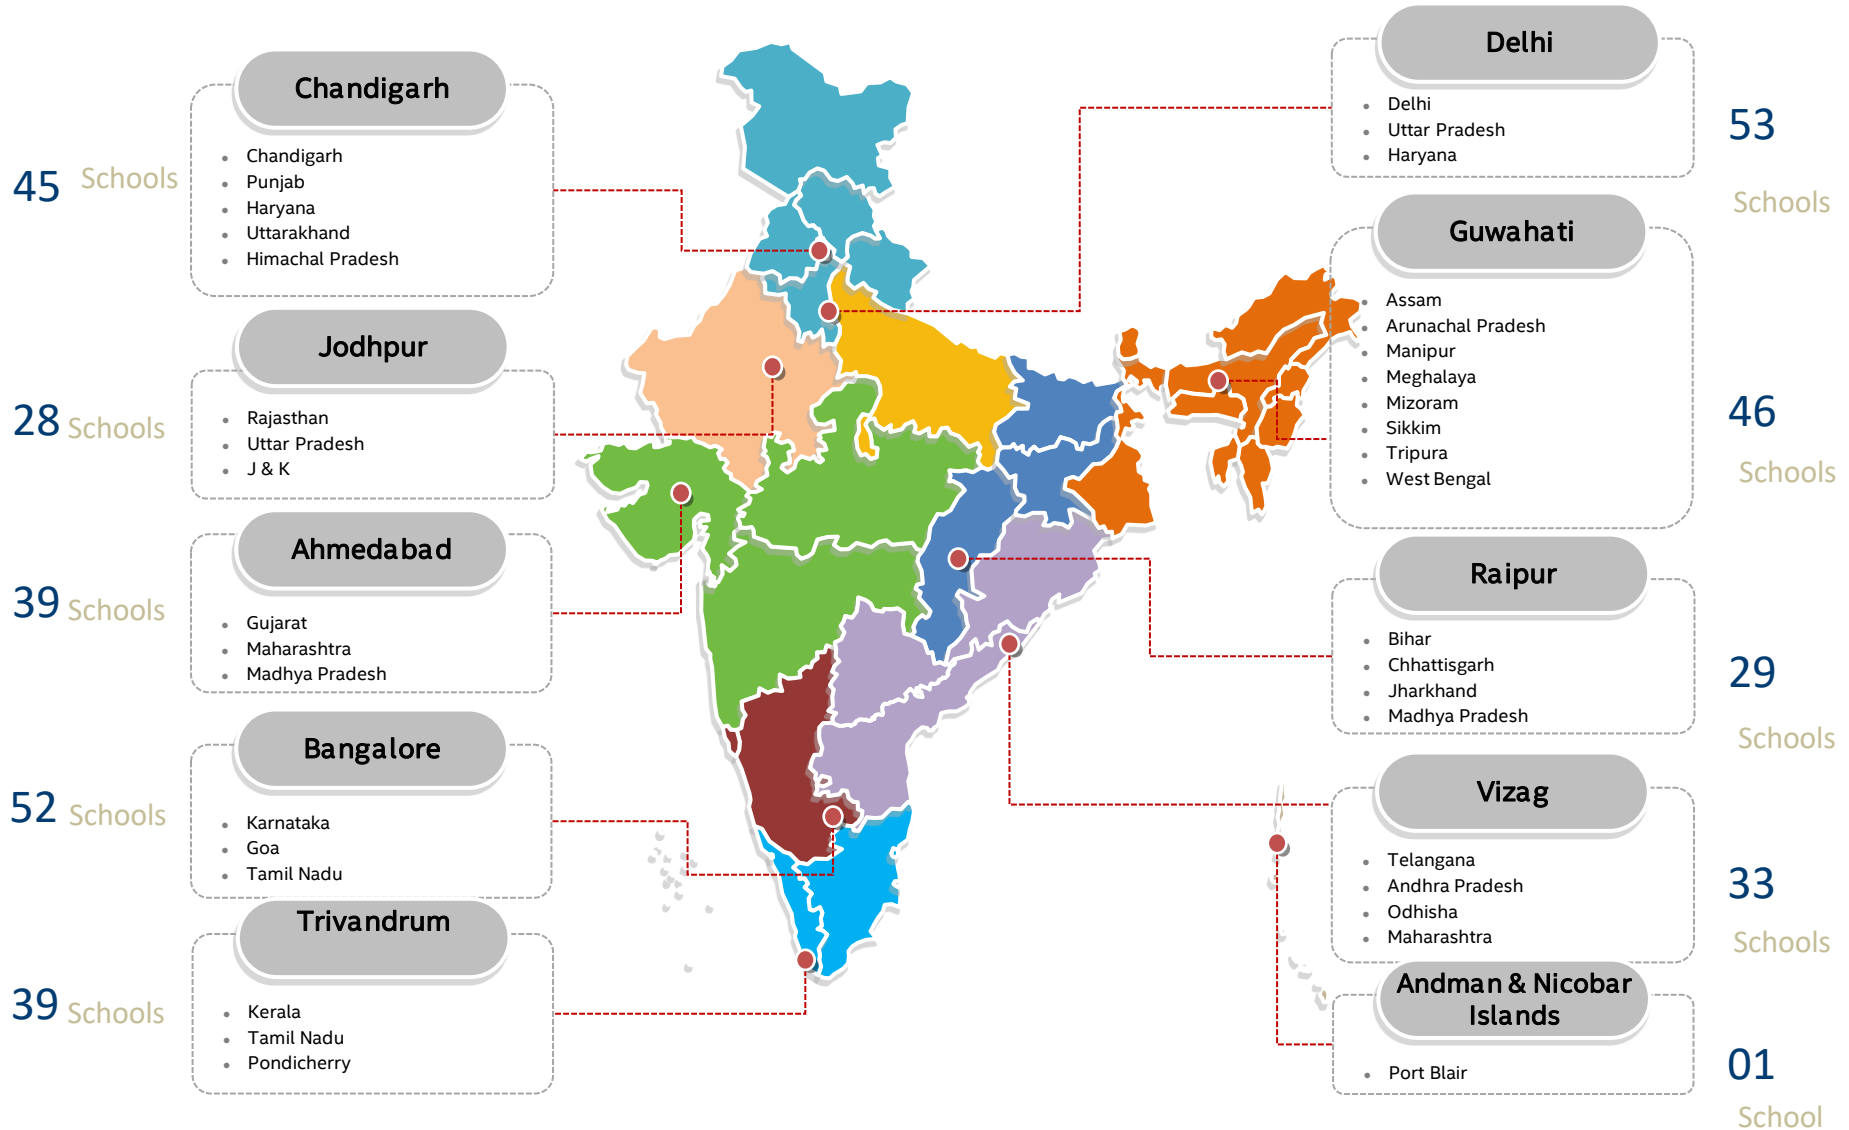 Chandigarh
Chandigarh
Punjab
Haryana
Uttarakhand
Himachal Pradesh
45 Schools
Jodhpur
Rajasthan
Uttar Pradesh
J & K
28 Schools
Ahmedabad
Gujarat
Maharashtra
Madhya Pradesh
39 Schools
Bangalore
Karnataka
Goa
Tamil Nadu
52 Schools
Trivandrum
Kerala
Tamil Nadu
Pondicherry
39 Schools
Delhi
Delhi
Uttar Pradesh
Haryana
53
Schools
Guwahati
Assam
Arunachal Pradesh
Manipur
Meghalaya
Mizoram
Sikkim
Tripura
West Bengal
46
Schools
Raipur
Bihar
Chhattisgarh
Jharkhand
Madhya Pradesh
29
Schools
Vizag
Telangana
Andhra Pradesh
Odhisha
Maharashtra
33
Schools
Andman & Nicobar
Islands
Port Blair
01
School